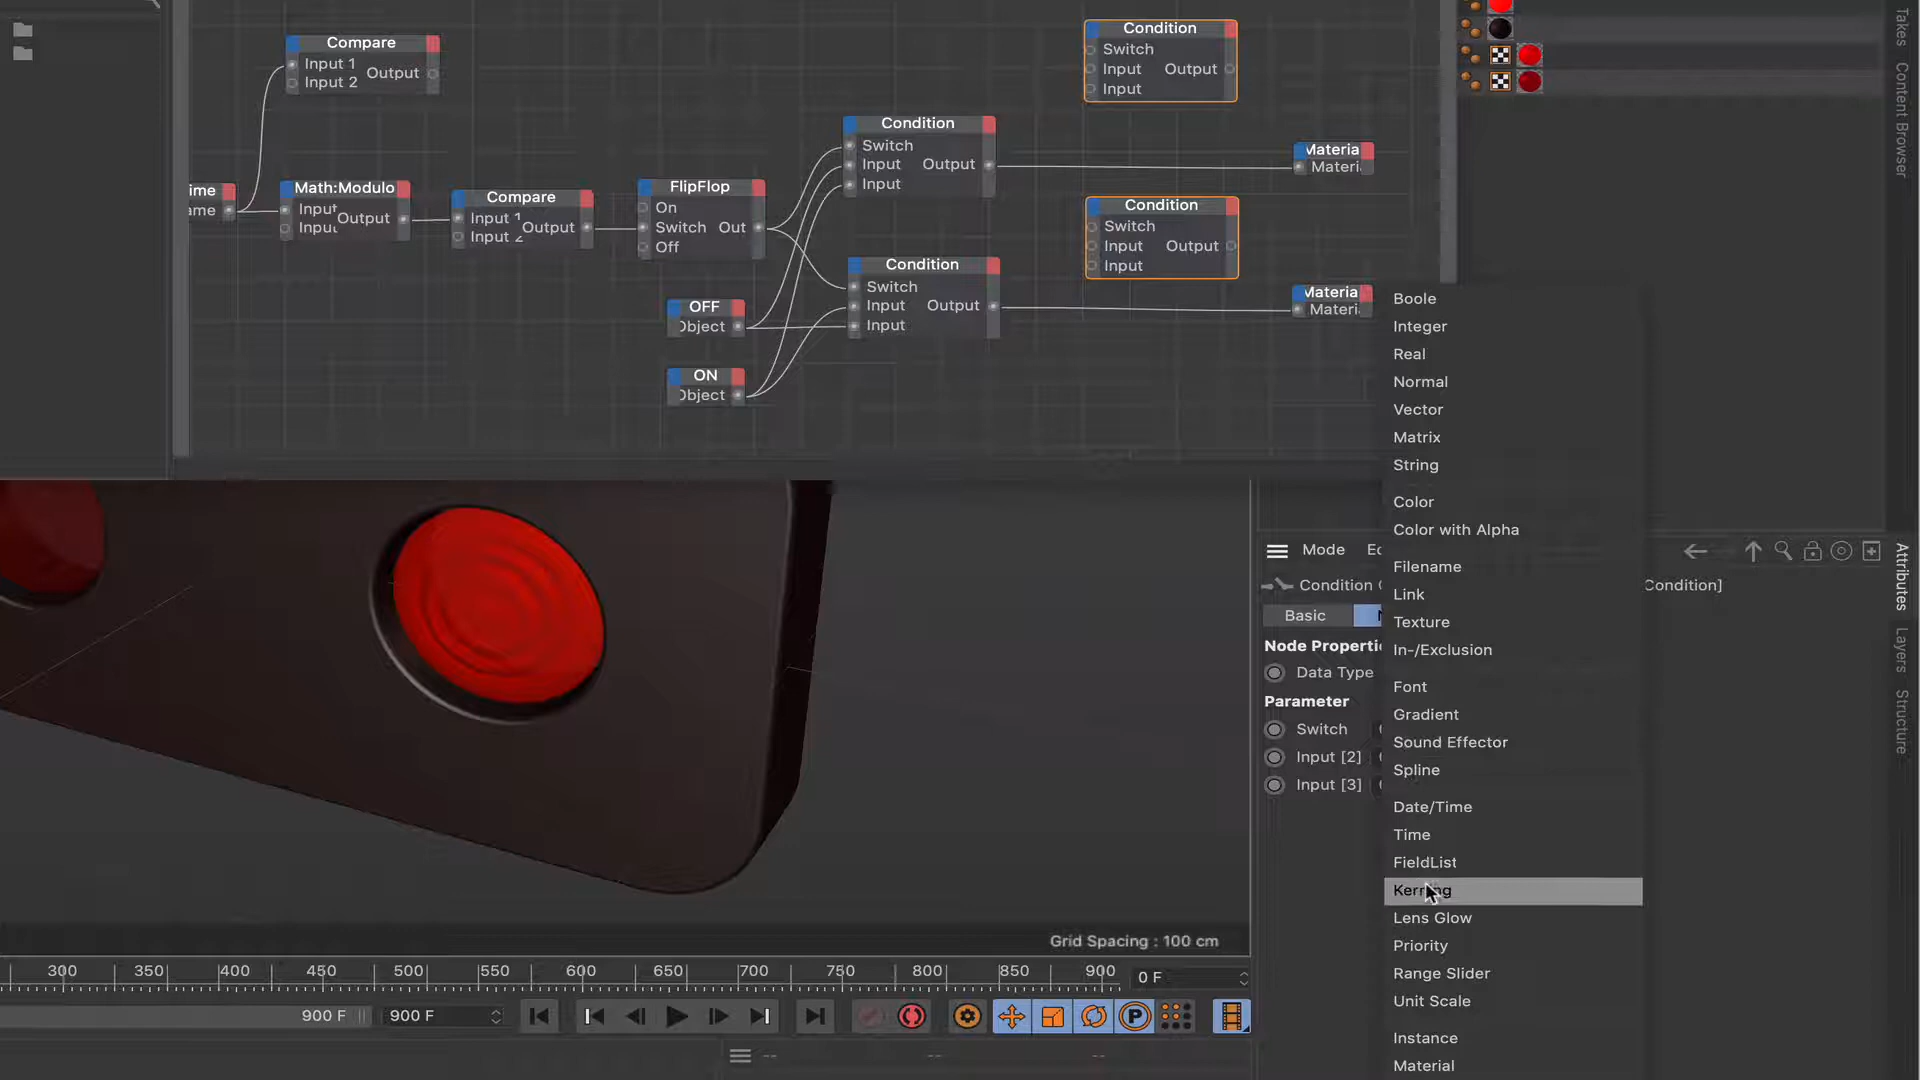 Compare
Input 1
Output
Input 2
ime
ame
Math:Modulo
Input
Output
Input
Compare
Input 1
Output
Input 2
FlipFlop
On
Switch Out
Off
OFF
Object
ON
Object
Condition
Switch
Input Output
Input
Condition
Switch
Input Output
Input
Condition
Switch
Input Output
Input
Condition
Switch
Input Output
Input
Materia
Materi
Materia
Materi
Takes
Content Browser
Boole
Integer
Real
Normal
Vector
Matrix
String
Color
Color with Alpha
Filename
Link
Texture
In-/Exclusion
Font
Gradient
Sound Effector
Spline
Date/Time
Time
FieldList
Kerning
Lens Glow
Priority
Range Slider
Unit Scale
Instance
Material
Mode
Condition
Condition]
Basic
Node Properti
Data Type
Parameter
Switch
Input [2]
Input [3]
Attributes
Layers
Structure
Grid Spacing : 100 cm
300 350 400 450 500 550 600 650 700 750 800 850 900
0 F
900 F
900 F
P
-- -- --